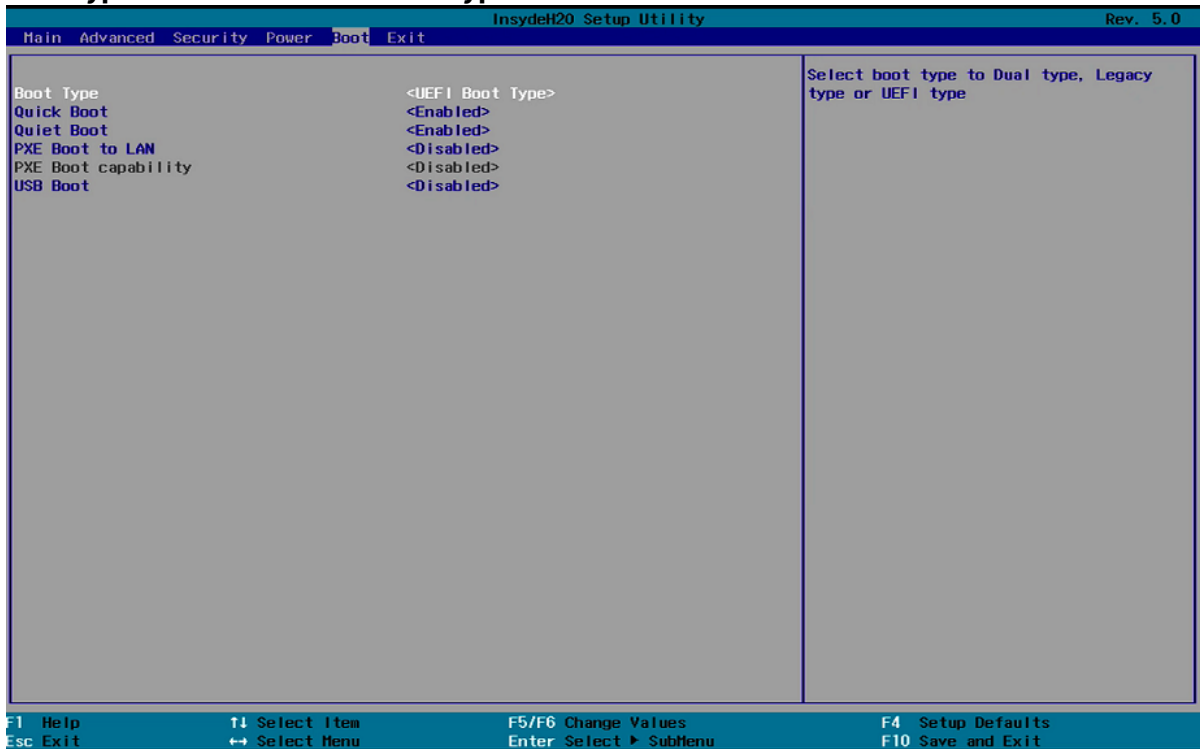 InsydeH20 Setup Utility Rev. 5.0
Main Advanced Security Power Boot Exit
Boot Type <UEFI Boot Type>
Quick Boot <Enabled>
Quiet Boot <Enabled>
PXE Boot to LAN <Disabled>
PXE Boot capability <Disabled>
USB Boot <Disabled>
Select boot type to Dual type, Legacy
type or UEFI type
F1 Help ↑↓ Select Item F5/F6 Change Values F4 Setup Defaults
Esc Exit ↔ Select Menu Enter Select ▶ SubMenu F10 Save and Exit